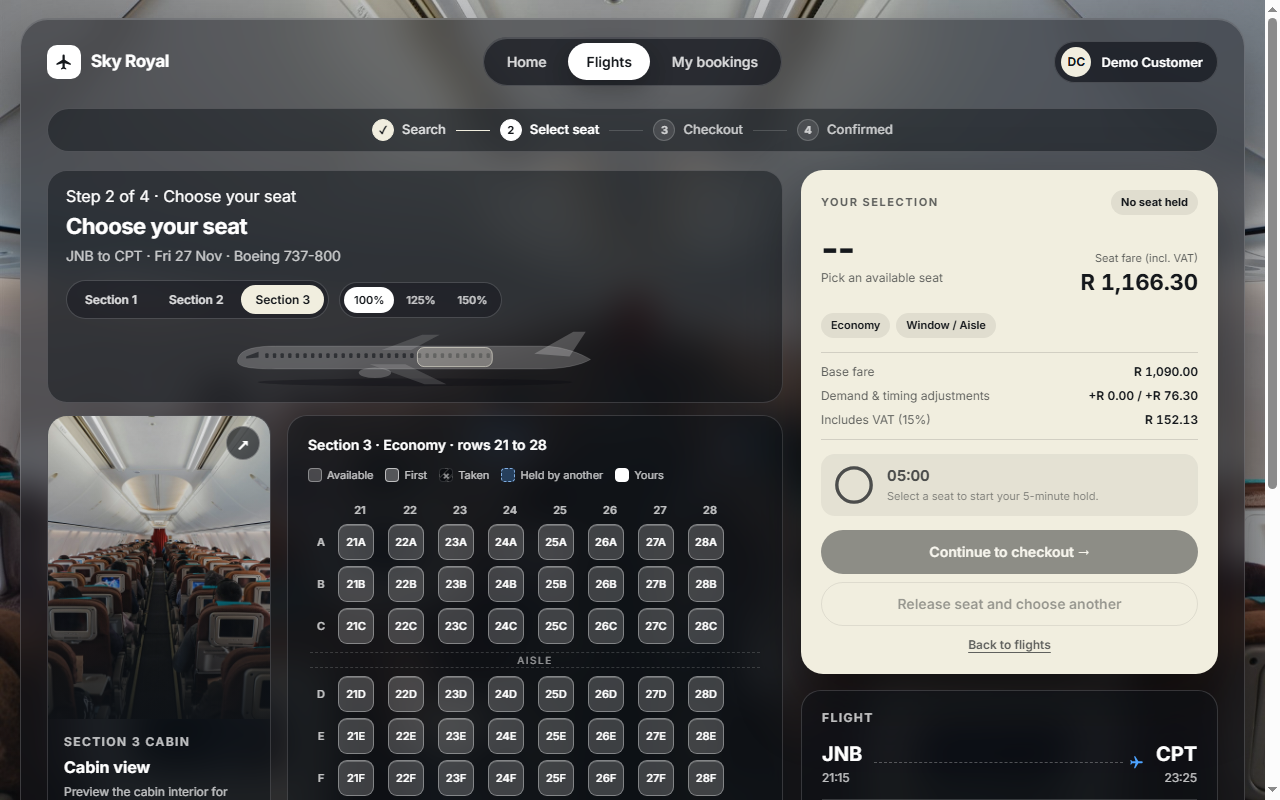 Sky Royal
Home
Flights
My bookings
DC
Demo Customer
✓ Search
2 Select seat
3 Checkout
4 Confirmed
Step 2 of 4 · Choose your seat
Choose your seat
JNB to CPT · Fri 27 Nov · Boeing 737-800
Section 1
Section 2
Section 3
100%
125%
150%
↗
SECTION 3 CABIN
Cabin view
Preview the cabin interior for
Section 3 · Economy · rows 21 to 28
Available
First
Taken
Held by another
Yours
21 22 23 24 25 26 27 28
A 21A 22A 23A 24A 25A 26A 27A 28A
B 21B 22B 23B 24B 25B 26B 27B 28B
C 21C 22C 23C 24C 25C 26C 27C 28C
AISLE
D 21D 22D 23D 24D 25D 26D 27D 28D
E 21E 22E 23E 24E 25E 26E 27E 28E
F 21F 22F 23F 24F 25F 26F 27F 28F
YOUR SELECTION
No seat held
--
Pick an available seat
Seat fare (incl. VAT)
R 1,166.30
Economy
Window / Aisle
Base fare R 1,090.00
Demand & timing adjustments +R 0.00 / +R 76.30
Includes VAT (15%) R 152.13
05:00
Select a seat to start your 5-minute hold.
Continue to checkout →
Release seat and choose another
Back to flights
FLIGHT
JNB CPT
21:15 23:25